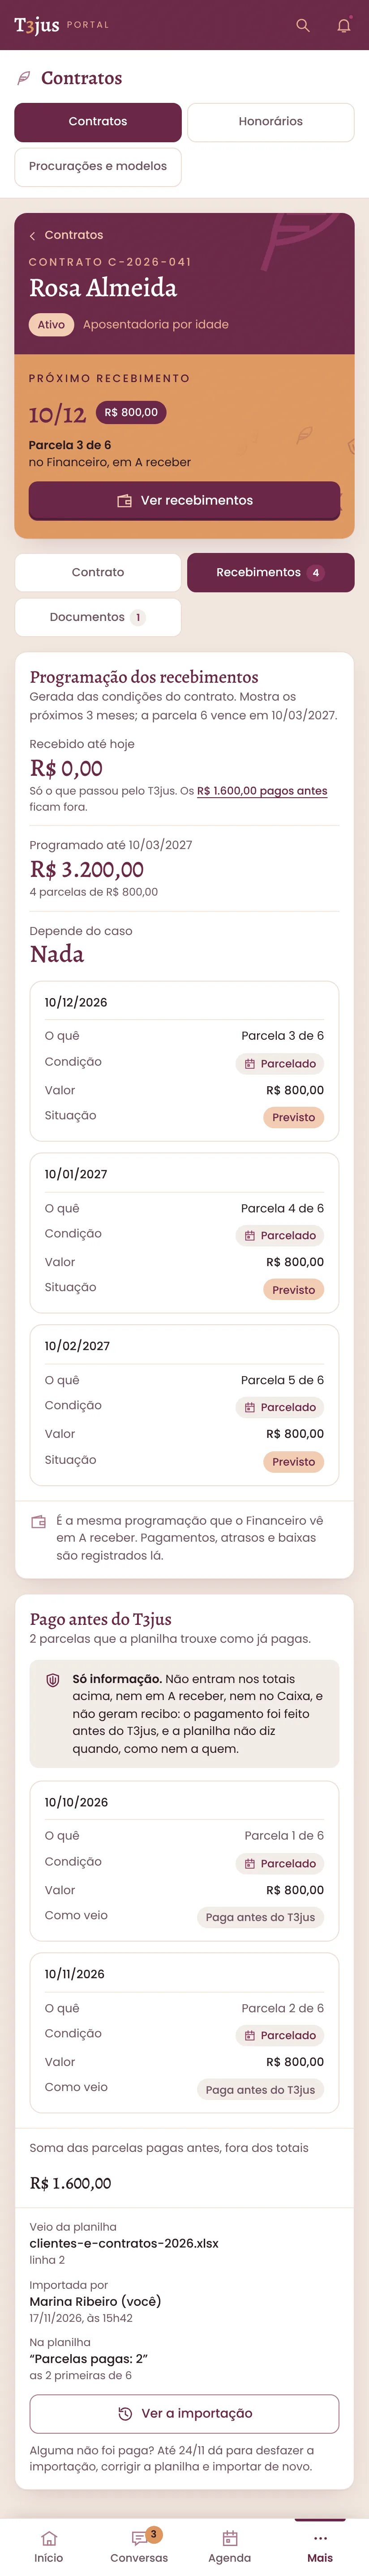 T3jus PORTAL
Contratos
Contratos
Honorários
Procurações e modelos
Contratos
CONTRATO C-2026-041
Rosa Almeida
Ativo
Aposentadoria por idade
PRÓXIMO RECEBIMENTO
10/12
R$ 800,00
Parcela 3 de 6
no Financeiro, em A receber
Ver recebimentos
Contrato
Recebimentos 4
Documentos 1
Programação dos recebimentos
Gerada das condições do contrato. Mostra os
próximos 3 meses; a parcela 6 vence em 10/03/2027.
Recebido até hoje
R$ 0,00
Só o que passou pelo T3jus. Os R$ 1.600,00 pagos antes
ficam fora.
Programado até 10/03/2027
R$ 3.200,00
4 parcelas de R$ 800,00
Depende do caso
Nada
10/12/2026
O quê Parcela 3 de 6
Condição Parcelado
Valor R$ 800,00
Situação Previsto
10/01/2027
O quê Parcela 4 de 6
Condição Parcelado
Valor R$ 800,00
Situação Previsto
10/02/2027
O quê Parcela 5 de 6
Condição Parcelado
Valor R$ 800,00
Situação Previsto
É a mesma programação que o Financeiro vê
em A receber. Pagamentos, atrasos e baixas
são registrados lá.
Pago antes do T3jus
2 parcelas que a planilha trouxe como já pagas.
Só informação. Não entram nos totais
acima, nem em A receber, nem no Caixa, e
não geram recibo: o pagamento foi feito
antes do T3jus, e a planilha não diz
quando, como nem a quem.
10/10/2026
O quê Parcela 1 de 6
Condição Parcelado
Valor R$ 800,00
Como veio Paga antes do T3jus
10/11/2026
O quê Parcela 2 de 6
Condição Parcelado
Valor R$ 800,00
Como veio Paga antes do T3jus
Soma das parcelas pagas antes, fora dos totais
R$ 1.600,00
Veio da planilha
clientes-e-contratos-2026.xlsx
linha 2
Importada por
Marina Ribeiro (você)
17/11/2026, às 15h42
Na planilha
“Parcelas pagas: 2”
as 2 primeiras de 6
Ver a importação
Alguma não foi paga? Até 24/11 dá para desfazer a
importação, corrigir a planilha e importar de novo.
3
Início
Conversas
Agenda
Mais